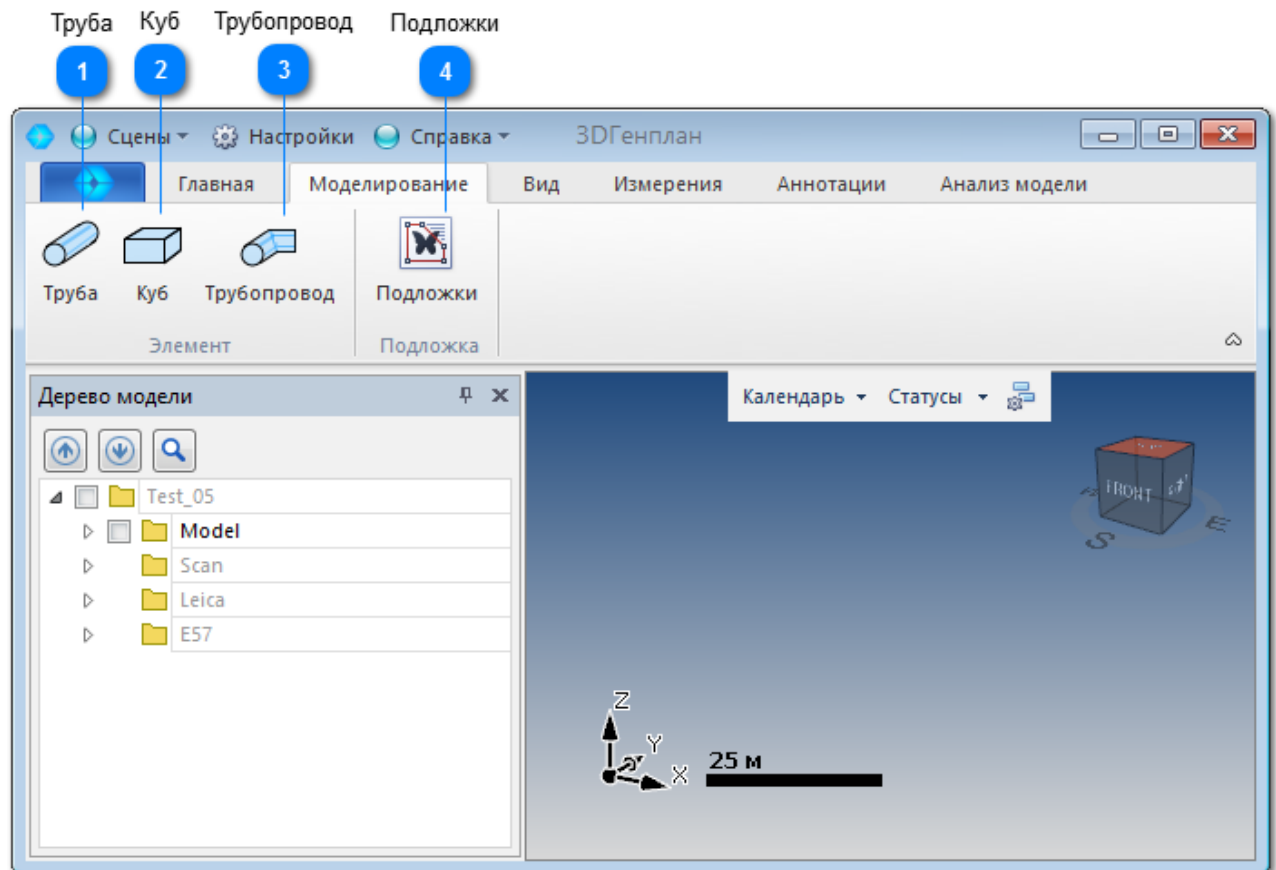 Труба Куб Трубопровод Подложки
1 2 3 4
Сцены Настройки Справка 3DГенплан
Главная Моделирование Вид Измерения Аннотации Анализ модели
Труба Куб Трубопровод Подложки
Элемент Подложка
Дерево модели
Календарь Статусы
Test_05
Model
Scan
Leica
E57
FRONT
S E
Z
Y
X
25 м